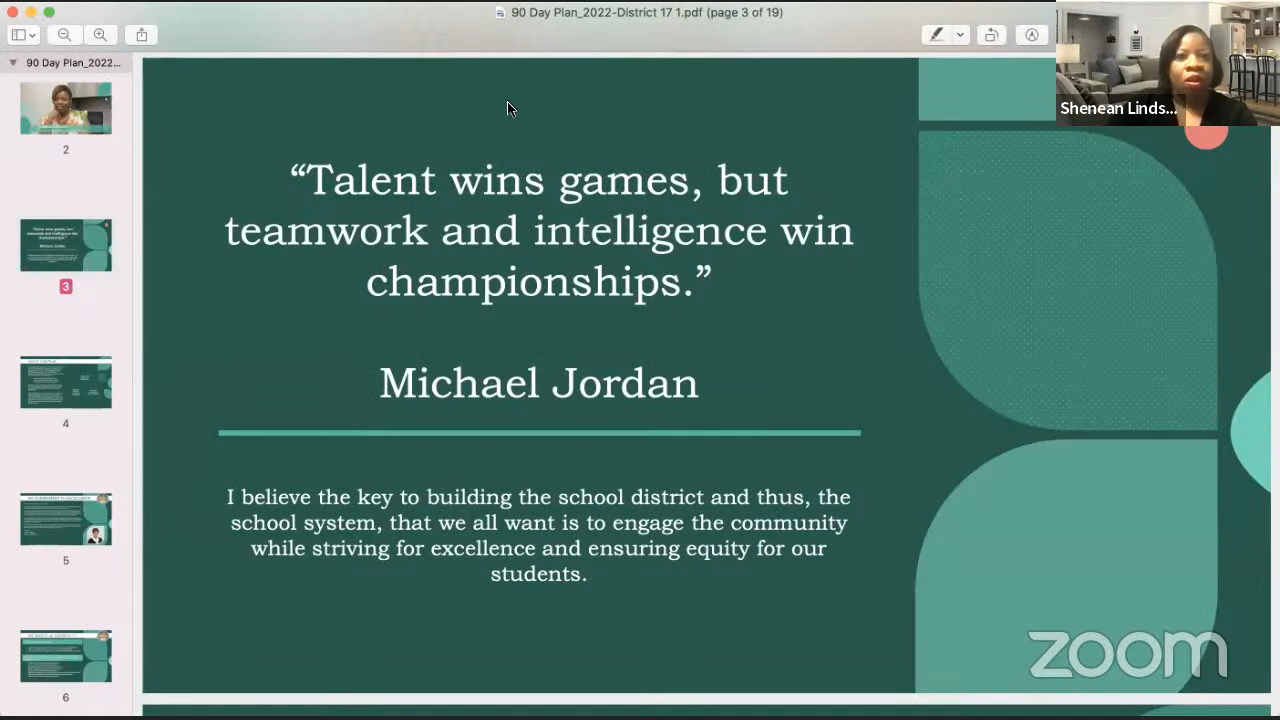 90 Day Plan_2022-District 17 1.pdf (page 3 of 19)
90 Day Plan_2022...
2
3
4
5
6
“Talent wins games, but
teamwork and intelligence win
championships.”
Michael Jordan
I believe the key to building the school district and thus, the
school system, that we all want is to engage the community
while striving for excellence and ensuring equity for our
students.
Shenean Linds...
zoom